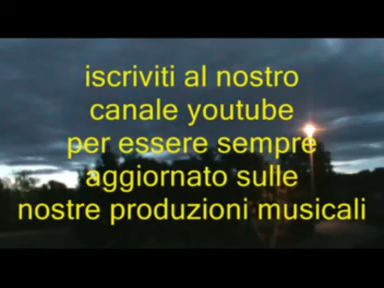 iscriviti al nostro
canale youtube
per essere sempre
aggiornato sulle
nostre produzioni musicali